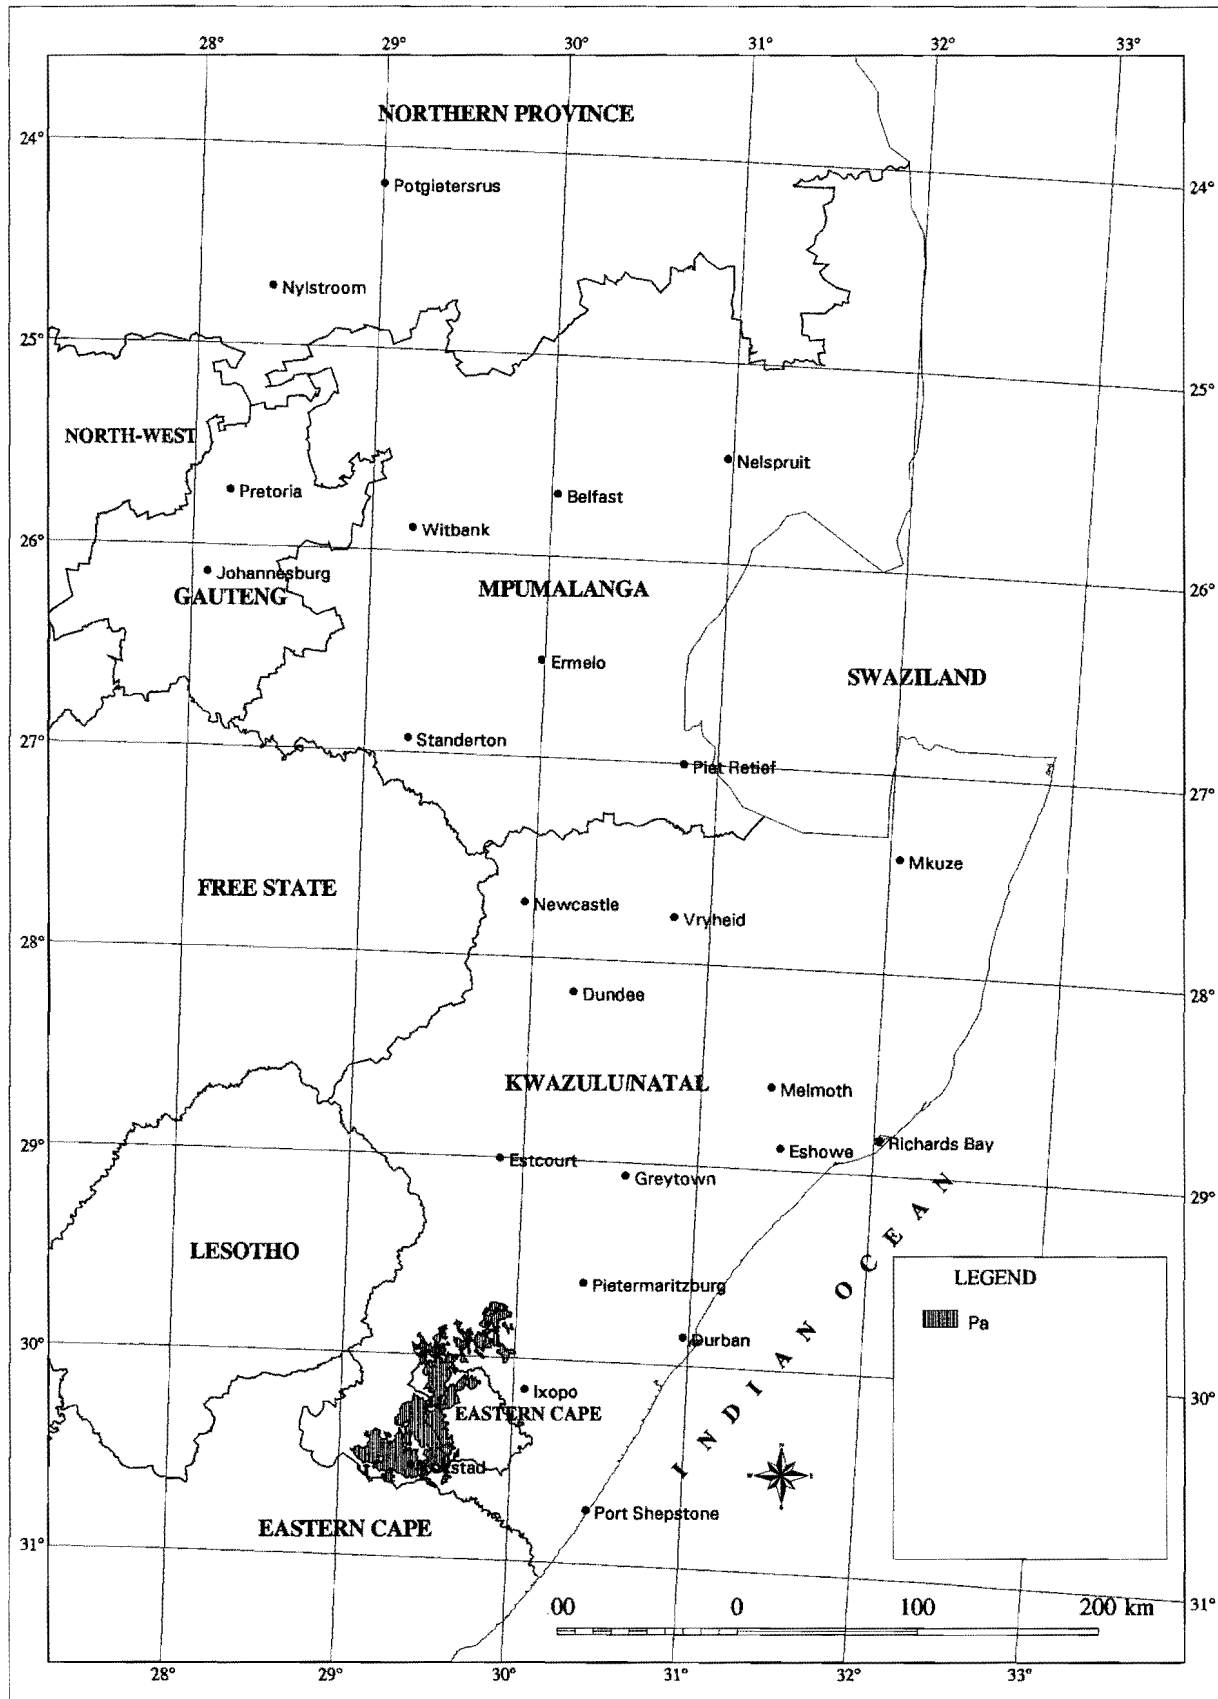 28° 29° 30° 31° 32° 33°
NORTHERN PROVINCE
24°
Potgietersrus
24°
Nylstroom
25°
25°
NORTH-WEST
Nelspruit
Pretoria
Belfast
Witbank
26°
Johannesburg
GAUTENG
MPUMALANGA
26°
Ermelo
SWAZILAND
Standerton
27°
Piet Retief
27°
Mkuze
FREE STATE
Newcastle
Vryheid
28°
Dundee
28°
KWAZULU/NATAL
Melmoth
29°
Eshowe
Richards Bay
Estcourt
Greytown
29°
LESOTHO
INDIAN OCEAN
LEGEND
Pietermaritzburg
Pa
30°
Durban
Ixopo
30°
EASTERN CAPE
stad
Port Shepstone
EASTERN CAPE
31°
00 0 100 200 km
31°
28° 29° 30° 31° 32° 33°